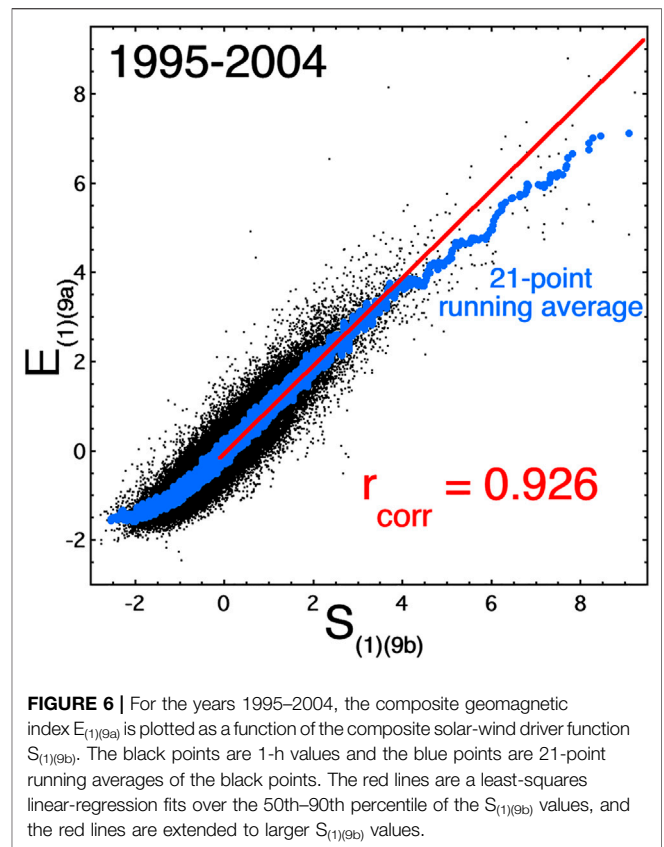 1995-2004
8
6
4
2
0
-2
E(1)(9a)
21-point
running average
r corr = 0.926
-2 0 2 4 6 8
S(1)(9b)
FIGURE 6 | For the years 1995–2004, the composite geomagnetic
index E(1)(9a) is plotted as a function of the composite solar-wind driver function
S(1)(9b). The black points are 1-h values and the blue points are 21-point
running averages of the black points. The red lines are a least-squares
linear-regression fits over the 50th–90th percentile of the S(1)(9b) values, and
the red lines are extended to larger S(1)(9b) values.